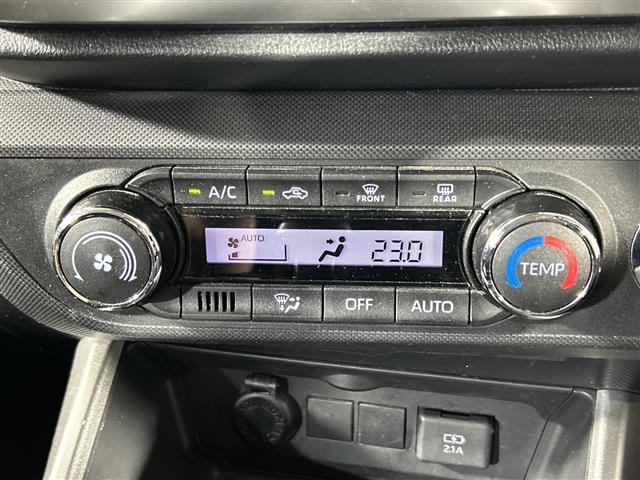 A/C
FRONT
REAR
AUTO
23.0
TEMP
OFF
AUTO
2.1A